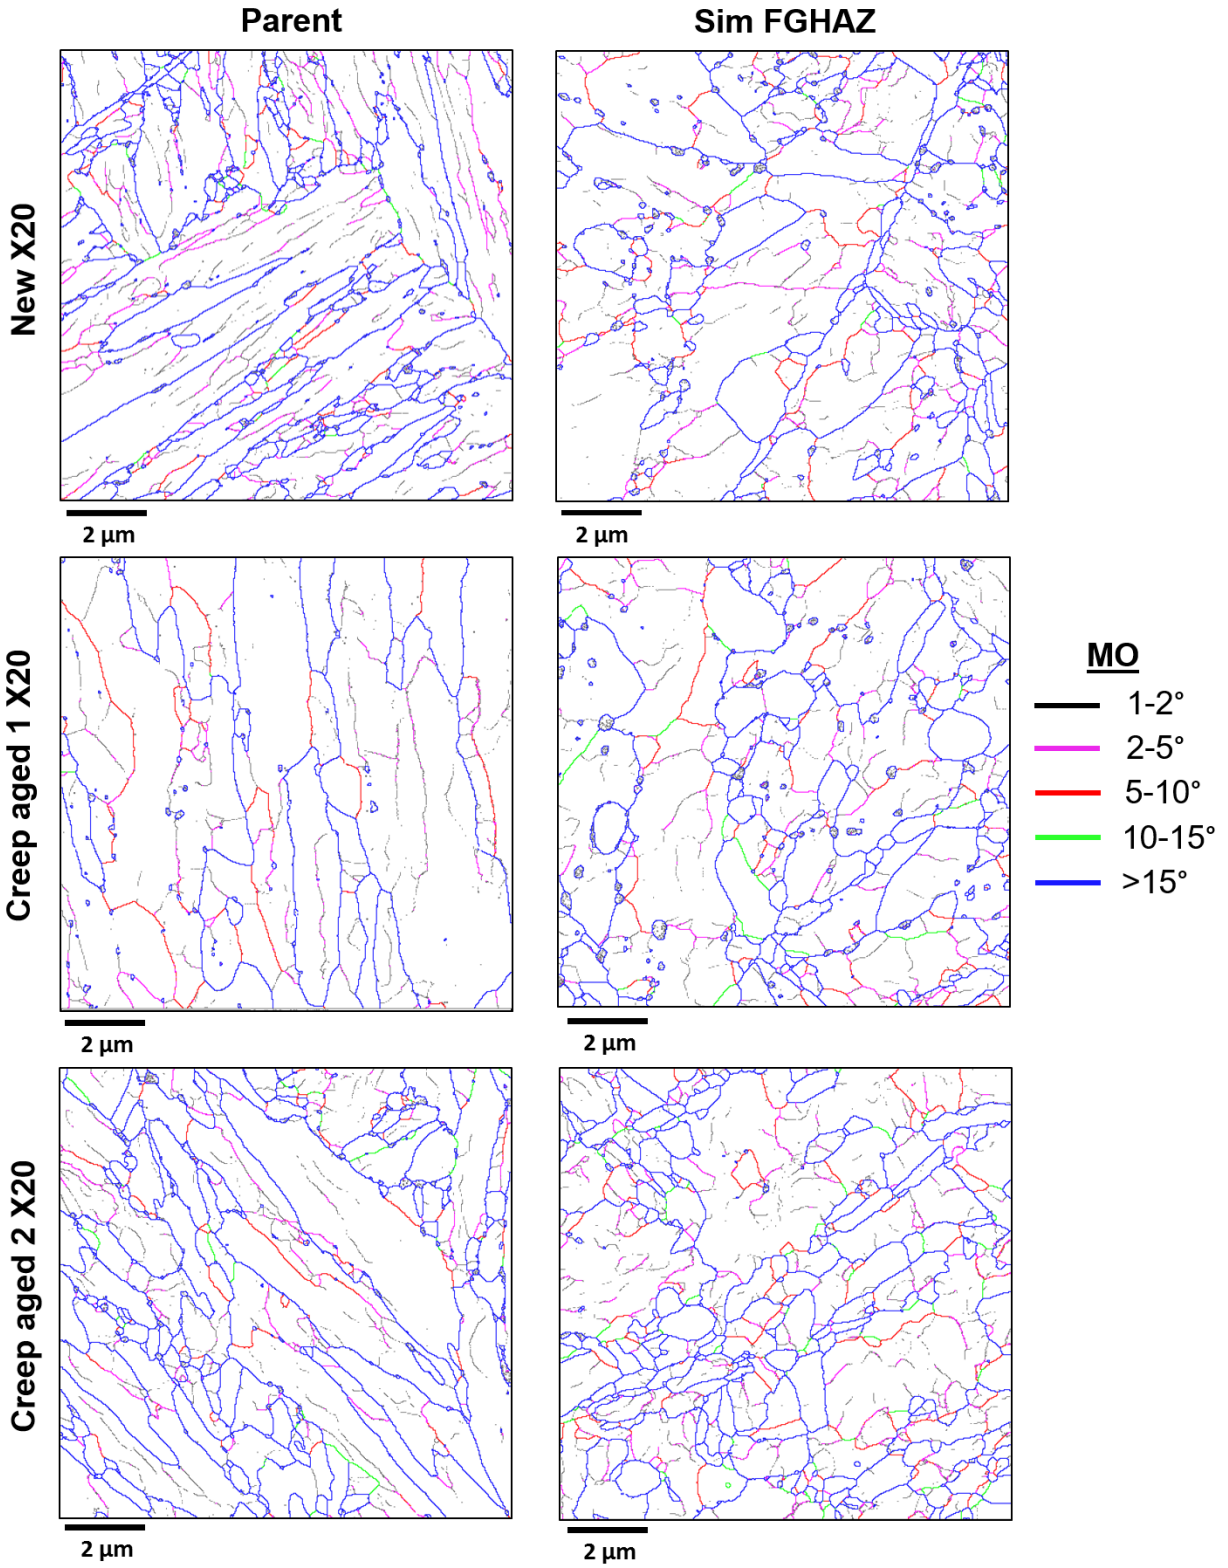 Parent
Sim FGHAZ
New X20
2 µm
2 µm
Creep aged 1 X20
MO
1-2°
2-5°
5-10°
10-15°
>15°
2 µm
2 µm
Creep aged 2 X20
2 µm
2 µm